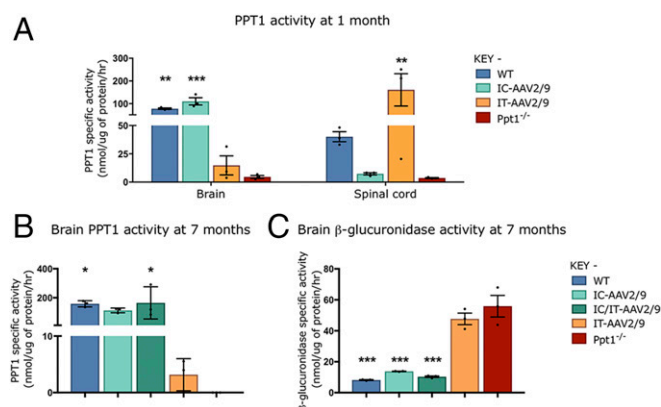 A
PPT1 activity at 1 month
PPT1 specific activity
(nmol/ug of protein/hr)
300
200
100
50
25
0
** *** **
Brain Spinal cord
KEY -
WT
IC-AAV2/9
IT-AAV2/9
Ppt1-/-
B
Brain PPT1 activity at 7 months
PPT1 specific activity
(nmol/ug of protein/hr)
400
200
10
0
* *
C
Brain β-glucuronidase activity at 7 months
β-glucuronidase specific activity
(nmol/ug of protein/hr)
80
60
40
20
0
*** *** ***
KEY -
WT
IC-AAV2/9
IC/IT-AAV2/9
IT-AAV2/9
Ppt1-/-